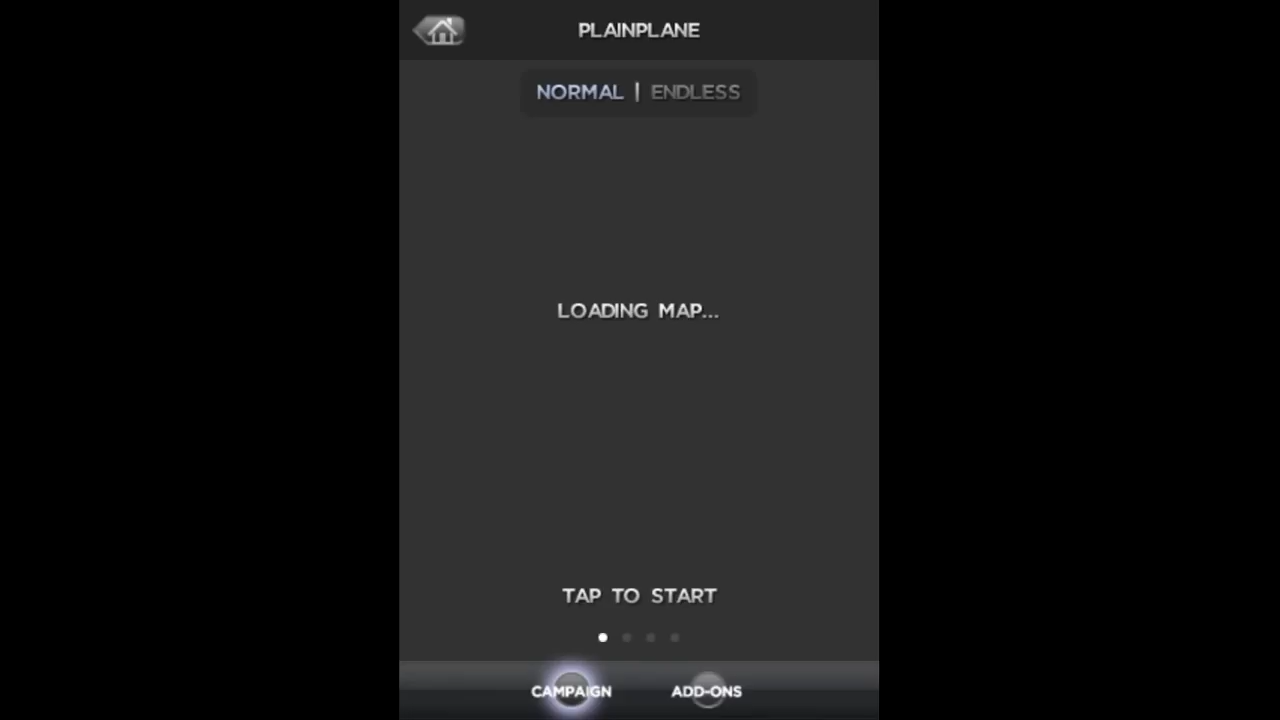 PLAINPLANE
NORMAL | ENDLESS
LOADING MAP...
TAP TO START
CAMPAIGN ADD-ONS